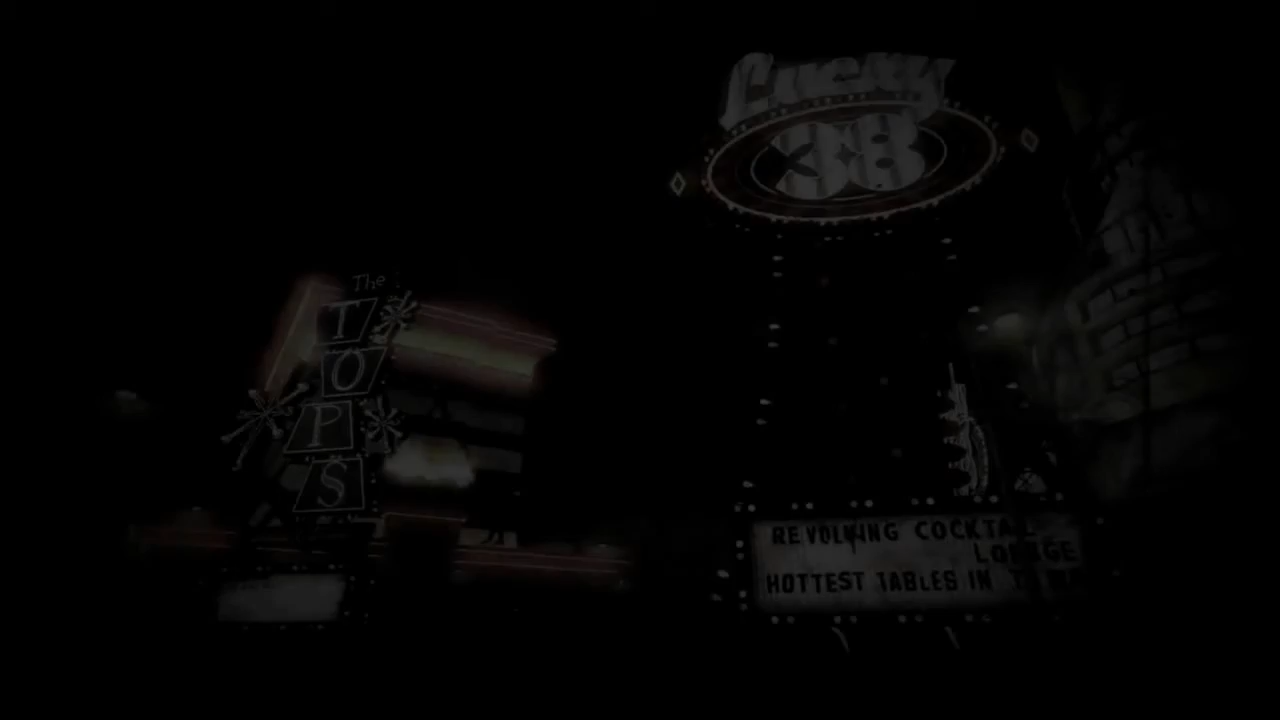 The
TOPS
Lucky
38
REVOLVING COCKTAIL
LOUNGE
HOTTEST TABLES IN